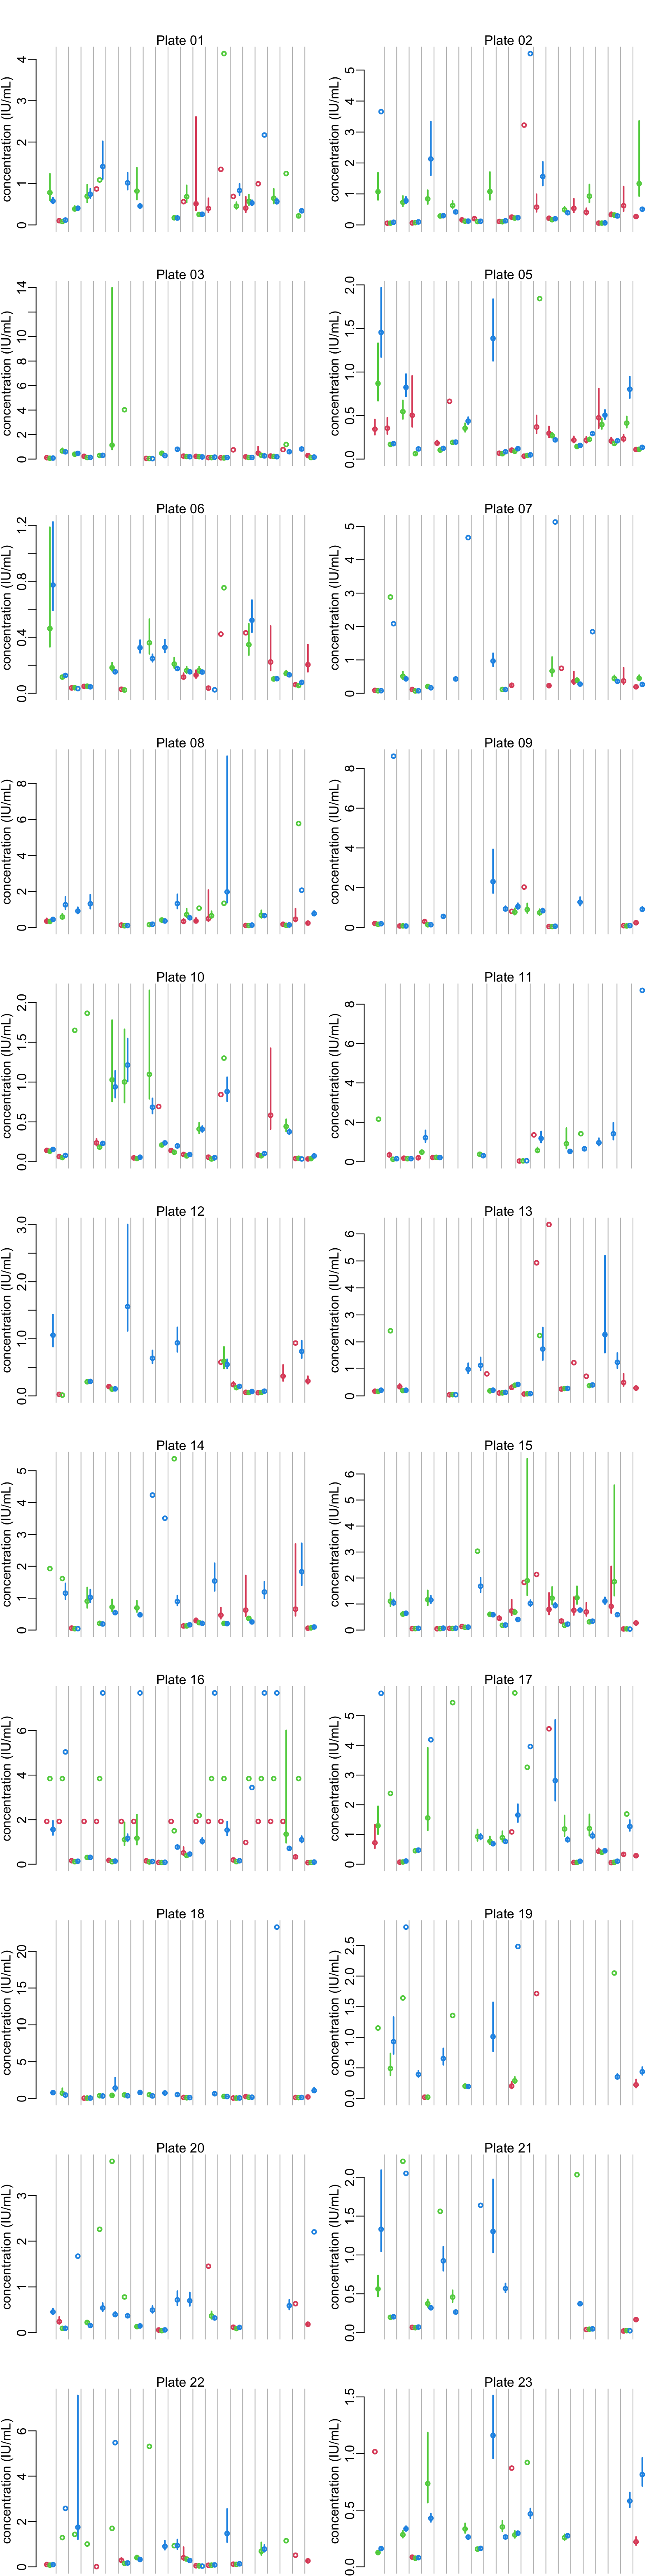 Plate 01 Plate 02
concentration (IU/mL) concentration (IU/mL)
0 1 2 3 4
0 1 2 3 4 5
Plate 03 Plate 05
concentration (IU/mL) concentration (IU/mL)
0 2 4 6 8 10 14
0.0 0.5 1.0 1.5 2.0
Plate 06 Plate 07
concentration (IU/mL) concentration (IU/mL)
0.0 0.4 0.8 1.2
0 1 2 3 4 5
Plate 08 Plate 09
concentration (IU/mL) concentration (IU/mL)
0 2 4 6 8
0 2 4 6 8
Plate 10 Plate 11
concentration (IU/mL) concentration (IU/mL)
0.0 0.5 1.0 1.5 2.0
0 2 4 6 8
Plate 12 Plate 13
concentration (IU/mL) concentration (IU/mL)
0.0 1.0 2.0 3.0
0 1 2 3 4 5 6
Plate 14 Plate 15
concentration (IU/mL) concentration (IU/mL)
0 1 2 3 4 5
0 1 2 3 4 5 6
Plate 16 Plate 17
concentration (IU/mL) concentration (IU/mL)
0 2 4 6
0 1 2 3 4 5
Plate 18 Plate 19
concentration (IU/mL) concentration (IU/mL)
0 5 10 15 20
0.0 0.5 1.0 1.5 2.0 2.5
Plate 20 Plate 21
concentration (IU/mL) concentration (IU/mL)
0 1 2 3
0.0 0.5 1.0 1.5 2.0
Plate 22 Plate 23
concentration (IU/mL) concentration (IU/mL)
0 2 4 6
0.0 0.5 1.0 1.5